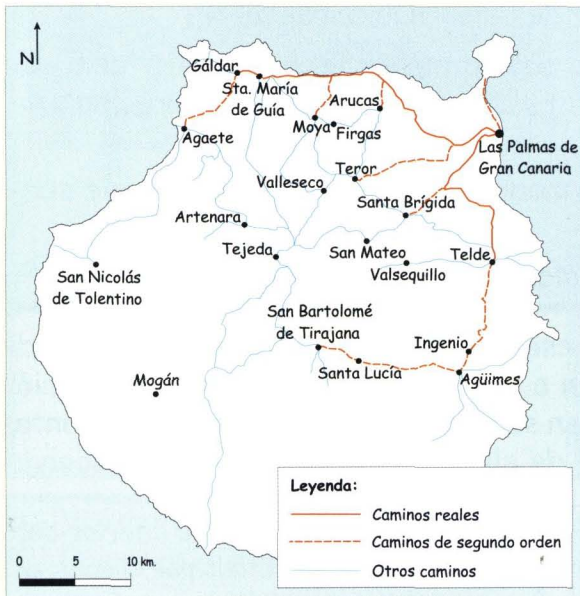 N
Gáldar
Sta. María
de Guía
Arucas
Moya
Firgas
Agaete
Las Palmas de
Gran Canaria
Teror
Valleseco
Santa Brígida
Artenara
Tejeda
San Mateo
Valsequillo
Telde
San Nicolás
de Tolentino
San Bartolomé
de Tirajana
Ingenio
Santa Lucía
Agüimes
Mogán
Leyenda:
Caminos reales
Caminos de segundo orden
Otros caminos
0 5 10 km.